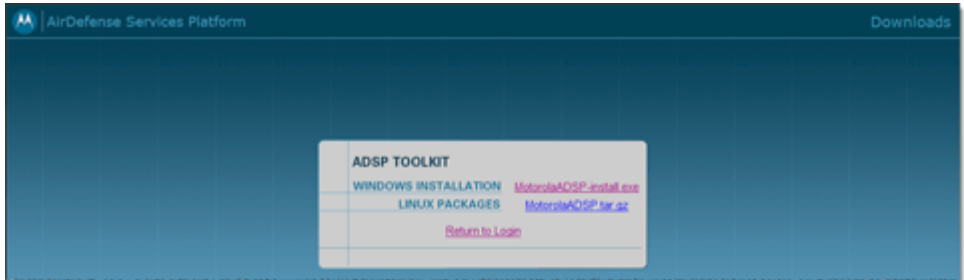 AirDefense Services Platform
Downloads
ADSP TOOLKIT
WINDOWS INSTALLATION MotorolaADSP-install.exe
LINUX PACKAGES MotorolaADSP.tar.gz
Return to Login